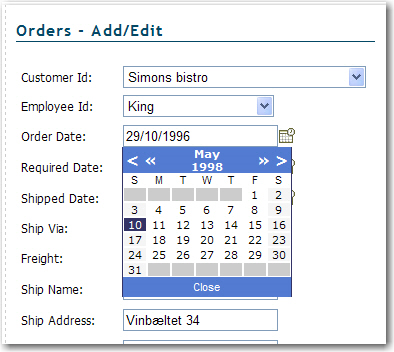 Orders - Add/Edit
Customer Id: Simons bistro
Employee Id: King
Order Date: 29/10/1996
Required Date:
Shipped Date:
Ship Via:
Freight:
Ship Name:
Ship Address: Vinbæltet 34
< « May 1998 » >
S M T W T F S
1 2
3 4 5 6 7 8 9
10 11 12 13 14 15 16
17 18 19 20 21 22 23
24 25 26 27 28 29 30
31
Close